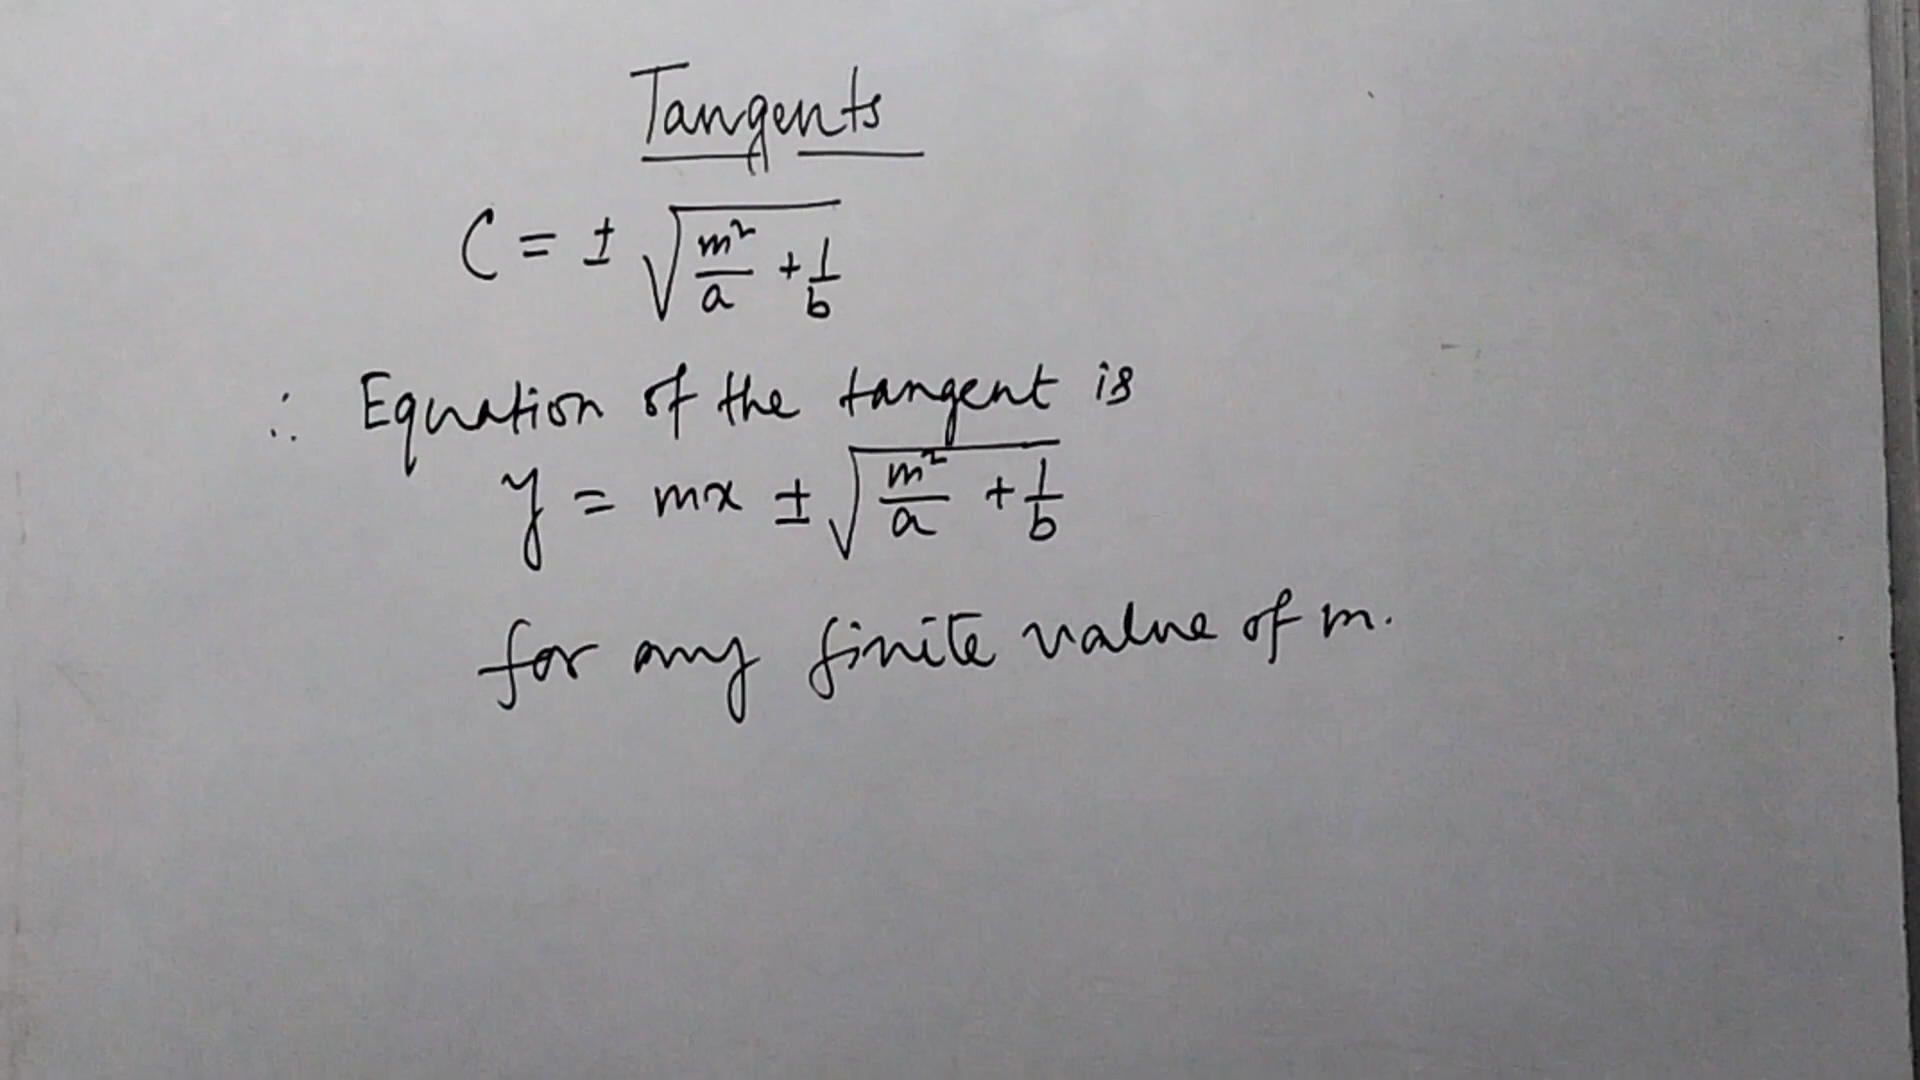 Tangents
C = ± √(m²/a + 1/b)
∴ Equation of the tangent is
y = mx ± √(m²/a + 1/b)
for any finite value of m.